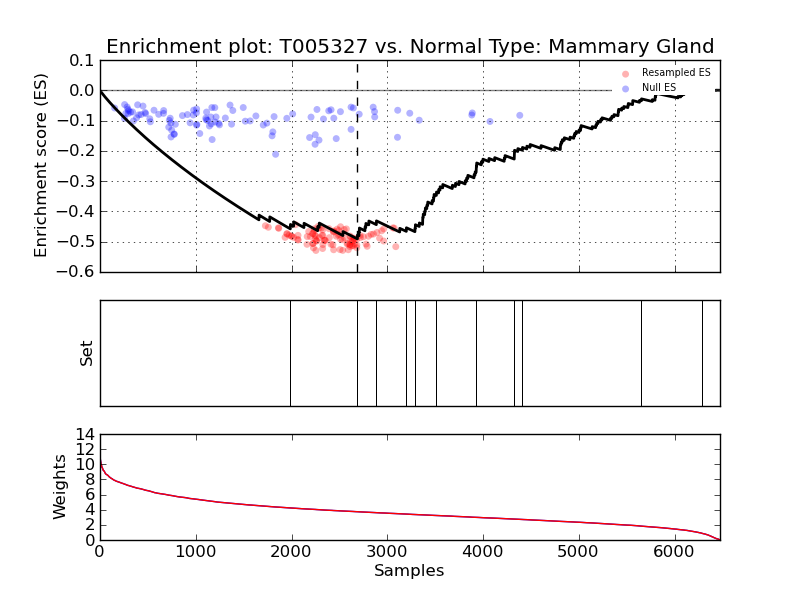 Enrichment plot: T005327 vs. Normal Type: Mammary Gland
Enrichment score (ES)
0.1
0.0
−0.1
−0.2
−0.3
−0.4
−0.5
−0.6
Resampled ES
Null ES
Set
Weights
14
12
10
8
6
4
2
0
0 1000 2000 3000 4000 5000 6000
Samples